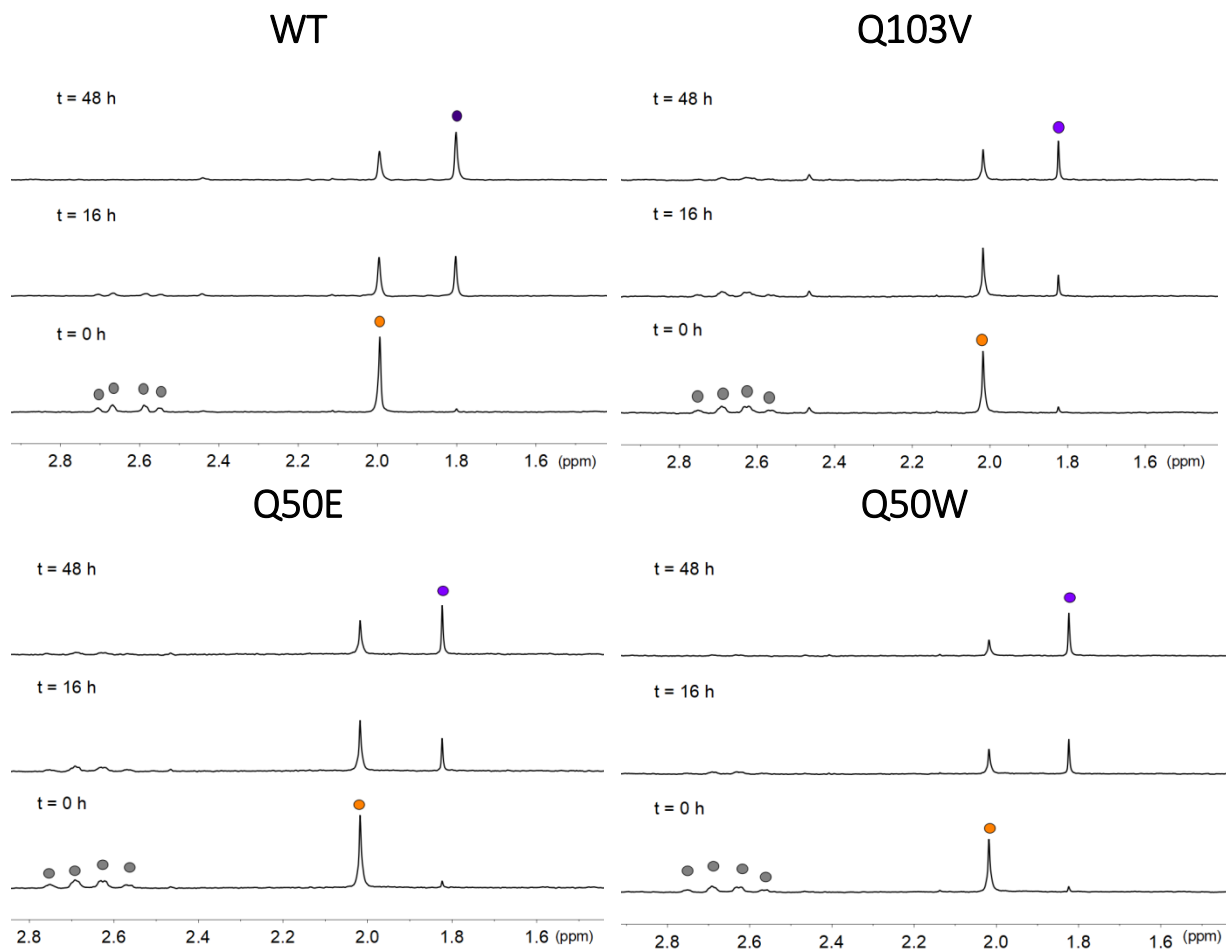 WT
t = 48 h
t = 16 h
t = 0 h
2.8 2.6 2.4 2.2 2.0 1.8 1.6 (ppm)
Q103V
t = 48 h
t = 16 h
t = 0 h
2.8 2.6 2.4 2.2 2.0 1.8 1.6 (ppm)
Q50E
t = 48 h
t = 16 h
t = 0 h
2.8 2.6 2.4 2.2 2.0 1.8 1.6 (ppm)
Q50W
t = 48 h
t = 16 h
t = 0 h
2.8 2.6 2.4 2.2 2.0 1.8 1.6 (ppm)